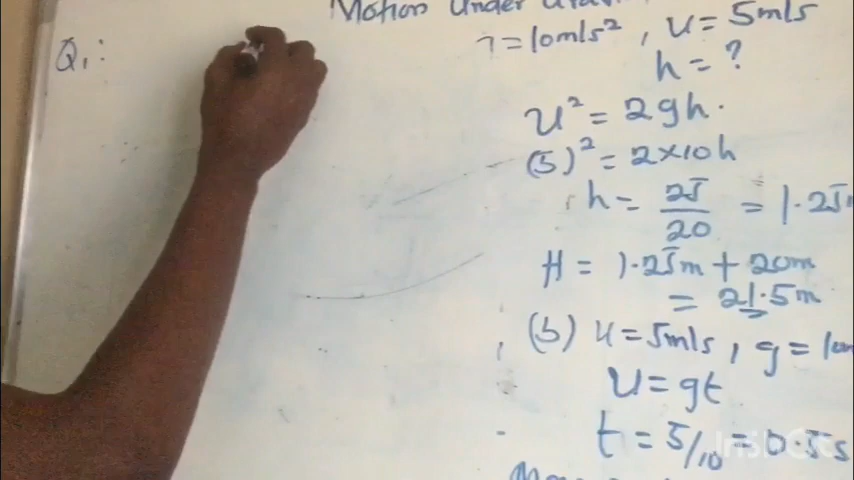 Motion Under
Q1:
= 10m/s², u = 5m/s
h = ?
u² = 2gh.
(5)² = 2×10h
h = 25/20 = 1.25
H = 1.25m + 20m
= 21.5m
(b) u = 5m/s, g = 10m
u = gt
t = 5/10 = 0.5s